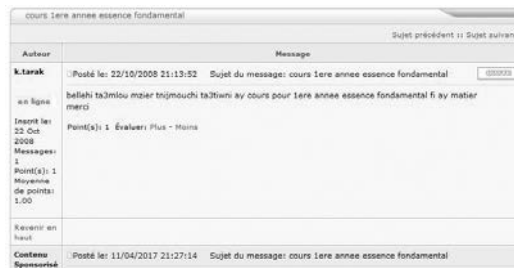 cours 1ere annee essence fondamental
Sujet précédent :: Sujet suivan
Auteur Message
k.tarak
Posté le: 22/10/2008 21:13:52 Sujet du message: cours 1ere annee essence fondamental
en ligne
bellehi ta3mlou mzier tnijmouchi ta3tiwni ay cours pour 1ere annee essence fondamental fi ay matier
merci
Inscrit le:
22 Oct
2008
Messages:
1
Point(s): 1
Moyenne
de points:
1.00
Point(s): 1 Évaluer: Plus - Moins
Revenir en
haut
Contenu
Sponsorisé
Posté le: 11/04/2017 21:27:14 Sujet du message: cours 1ere annee essence fondamental